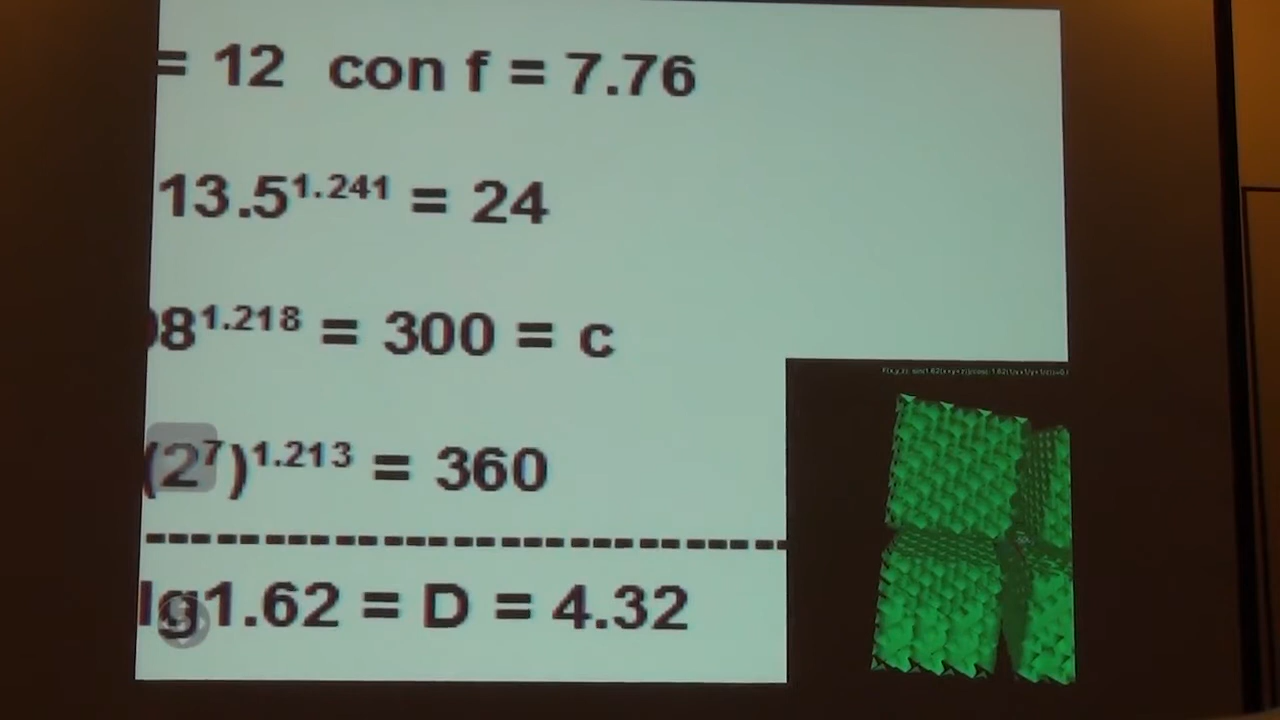 = 12 con f = 7.76
13.5^1.241 = 24
8^1.218 = 300 = c
(2^7)^1.213 = 360
lg1.62 = D = 4.32